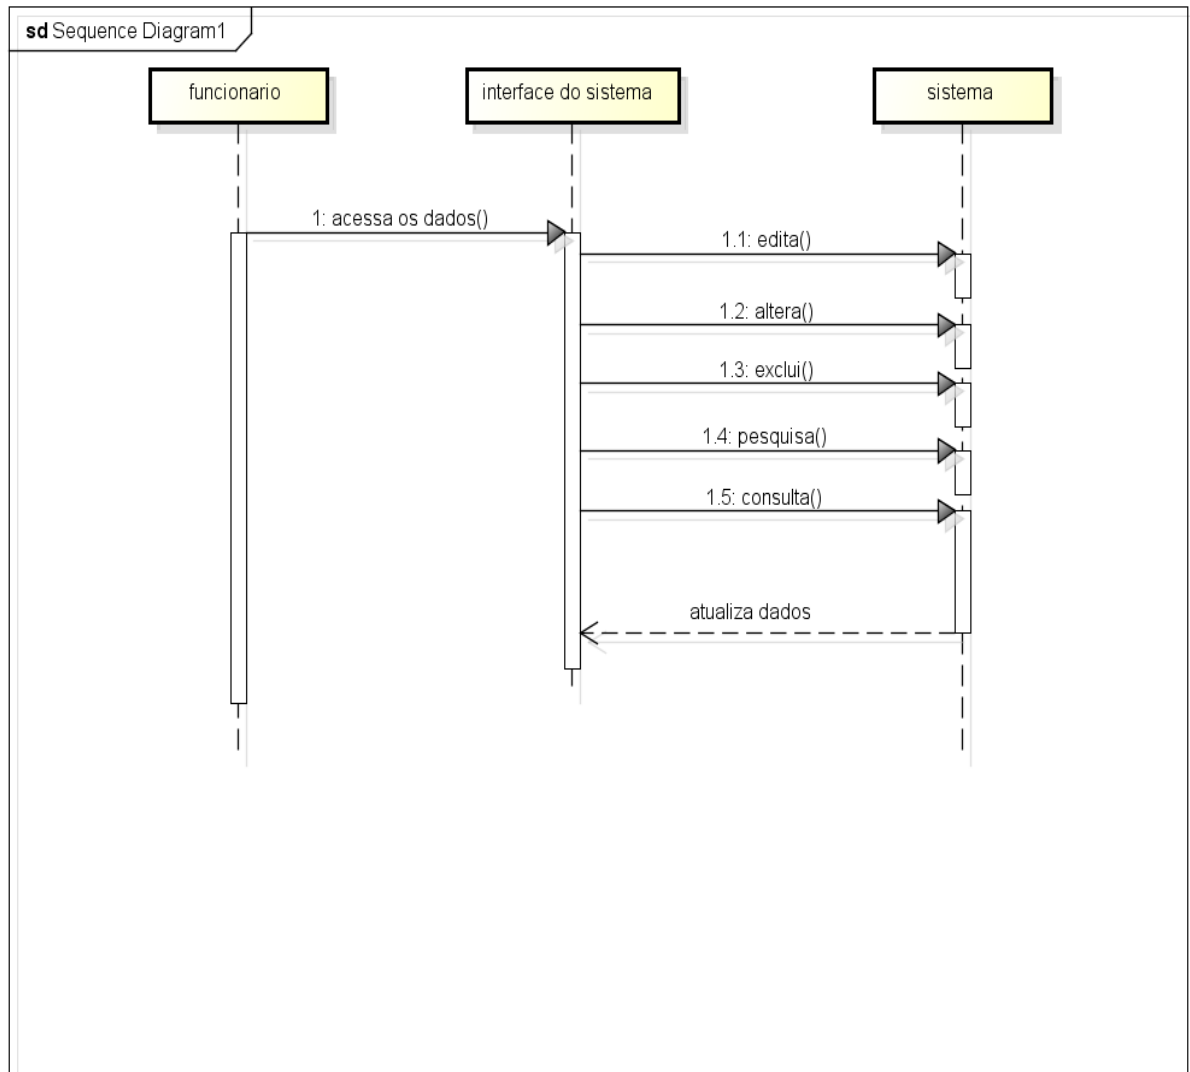 sd Sequence Diagram1
funcionario
interface do sistema
sistema
1: acessa os dados()
1.1: edita()
1.2: altera()
1.3: exclui()
1.4: pesquisa()
1.5: consulta()
atualiza dados